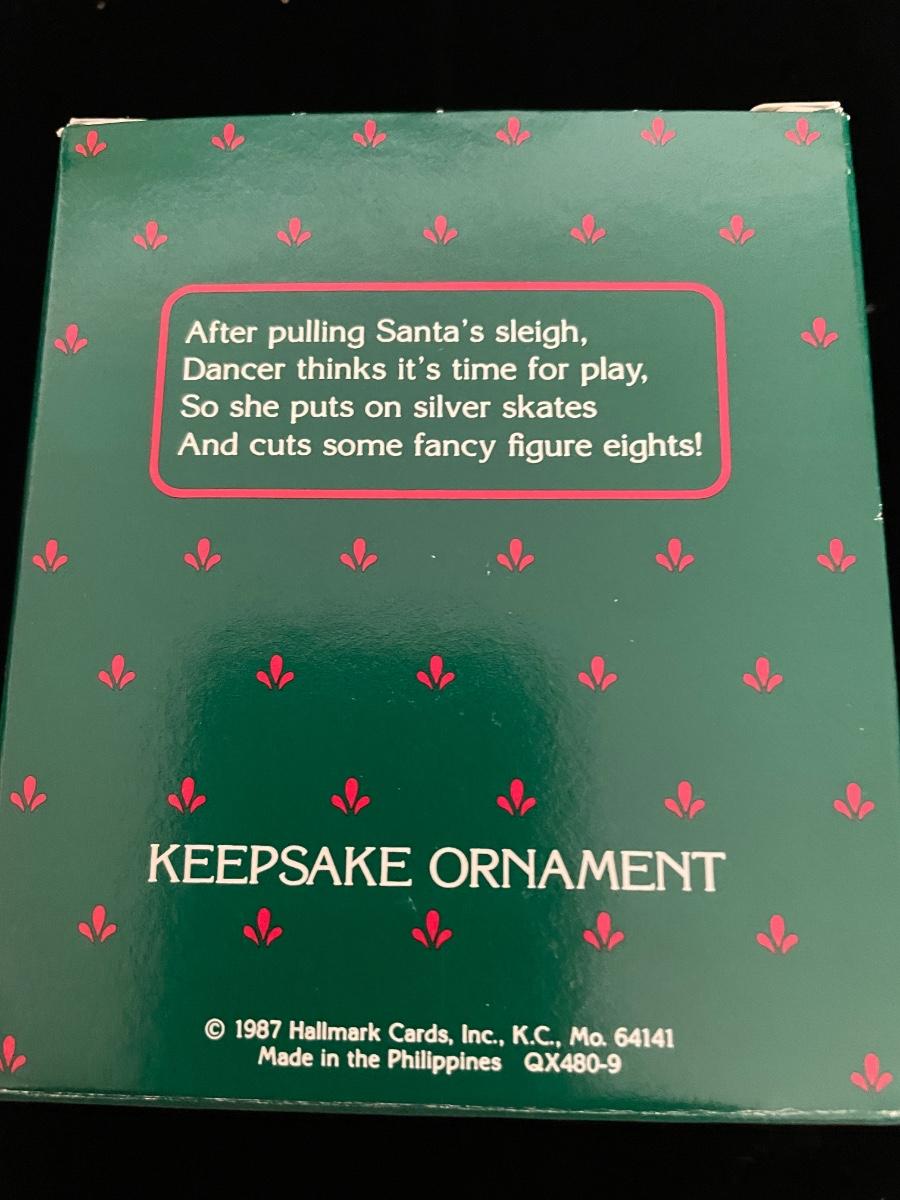 After pulling Santa's sleigh,
Dancer thinks it's time for play,
So she puts on silver skates
And cuts some fancy figure eights!
KEEPSAKE ORNAMENT
© 1987 Hallmark Cards, Inc., K.C., Mo. 64141
Made in the Philippines QX480-9